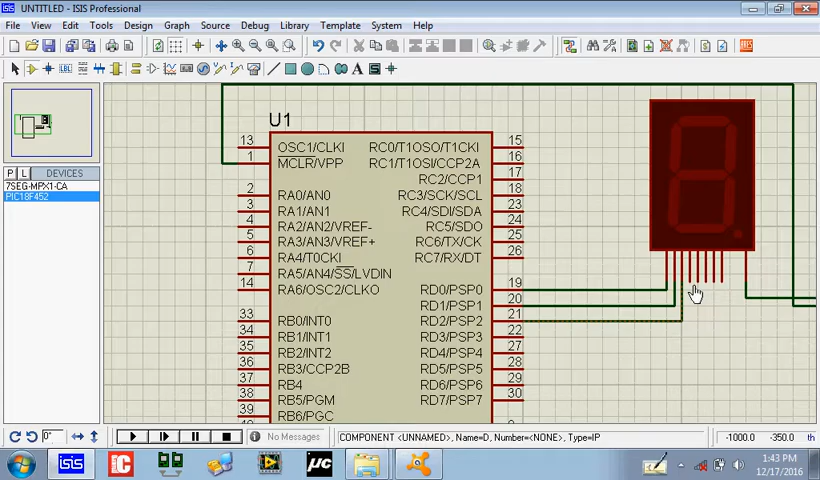 UNTITLED - ISIS Professional
File View Edit Tools Design Graph Source Debug Library Template System Help
P L DEVICES
7SEG-MPX1-CA
PIC18F452
U1
13 OSC1/CLKI RC0/T1OSO/T1CKI 15
1 MCLR/VPP RC1/T1OSI/CCP2A 16
RC2/CCP1 17
2 RA0/AN0 RC3/SCK/SCL 18
3 RA1/AN1 RC4/SDI/SDA 23
4 RA2/AN2/VREF- RC5/SDO 24
5 RA3/AN3/VREF+ RC6/TX/CK 25
6 RA4/T0CKI RC7/RX/DT 26
7 RA5/AN4/SS/LVDIN
14 RA6/OSC2/CLKO RD0/PSP0 19
RD1/PSP1 20
33 RB0/INT0 RD2/PSP2 21
34 RB1/INT1 RD3/PSP3 22
35 RB2/INT2 RD4/PSP4 27
36 RB3/CCP2B RD5/PSP5 28
37 RB4 RD6/PSP6 29
38 RB5/PGM RD7/PSP7 30
39 RB6/PGC
0° No Messages COMPONENT <UNNAMED>, Name=D, Number=<NONE>, Type=IP -1000.0 -350.0 th
isis C µC 1:43 PM
12/17/2016